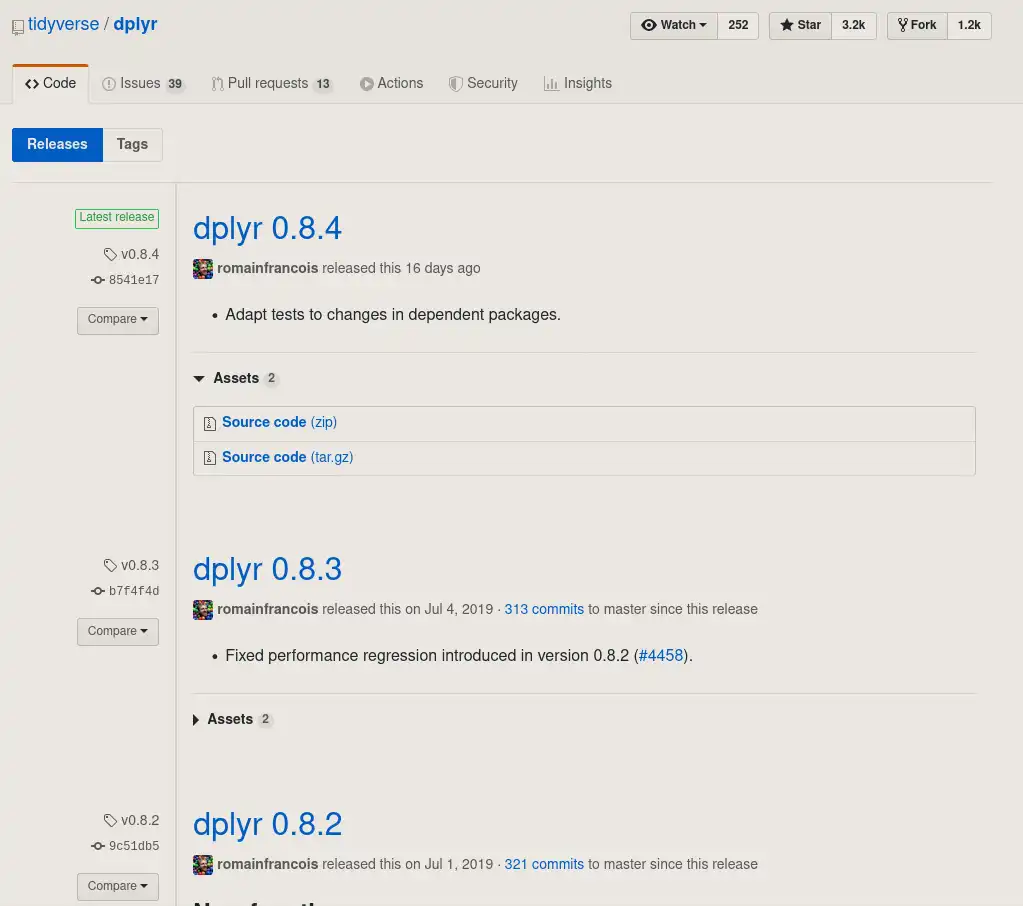 tidyverse / dplyr
Watch 252 Star 3.2k Fork 1.2k
Code Issues 39 Pull requests 13 Actions Security Insights
Releases Tags
Latest release
v0.8.4
8541e17
Compare
dplyr 0.8.4
romainfrancois released this 16 days ago
• Adapt tests to changes in dependent packages.
Assets 2
Source code (zip)
Source code (tar.gz)
v0.8.3
b7f4f4d
Compare
dplyr 0.8.3
romainfrancois released this on Jul 4, 2019 · 313 commits to master since this release
• Fixed performance regression introduced in version 0.8.2 (#4458).
Assets 2
v0.8.2
9c51db5
Compare
dplyr 0.8.2
romainfrancois released this on Jul 1, 2019 · 321 commits to master since this release